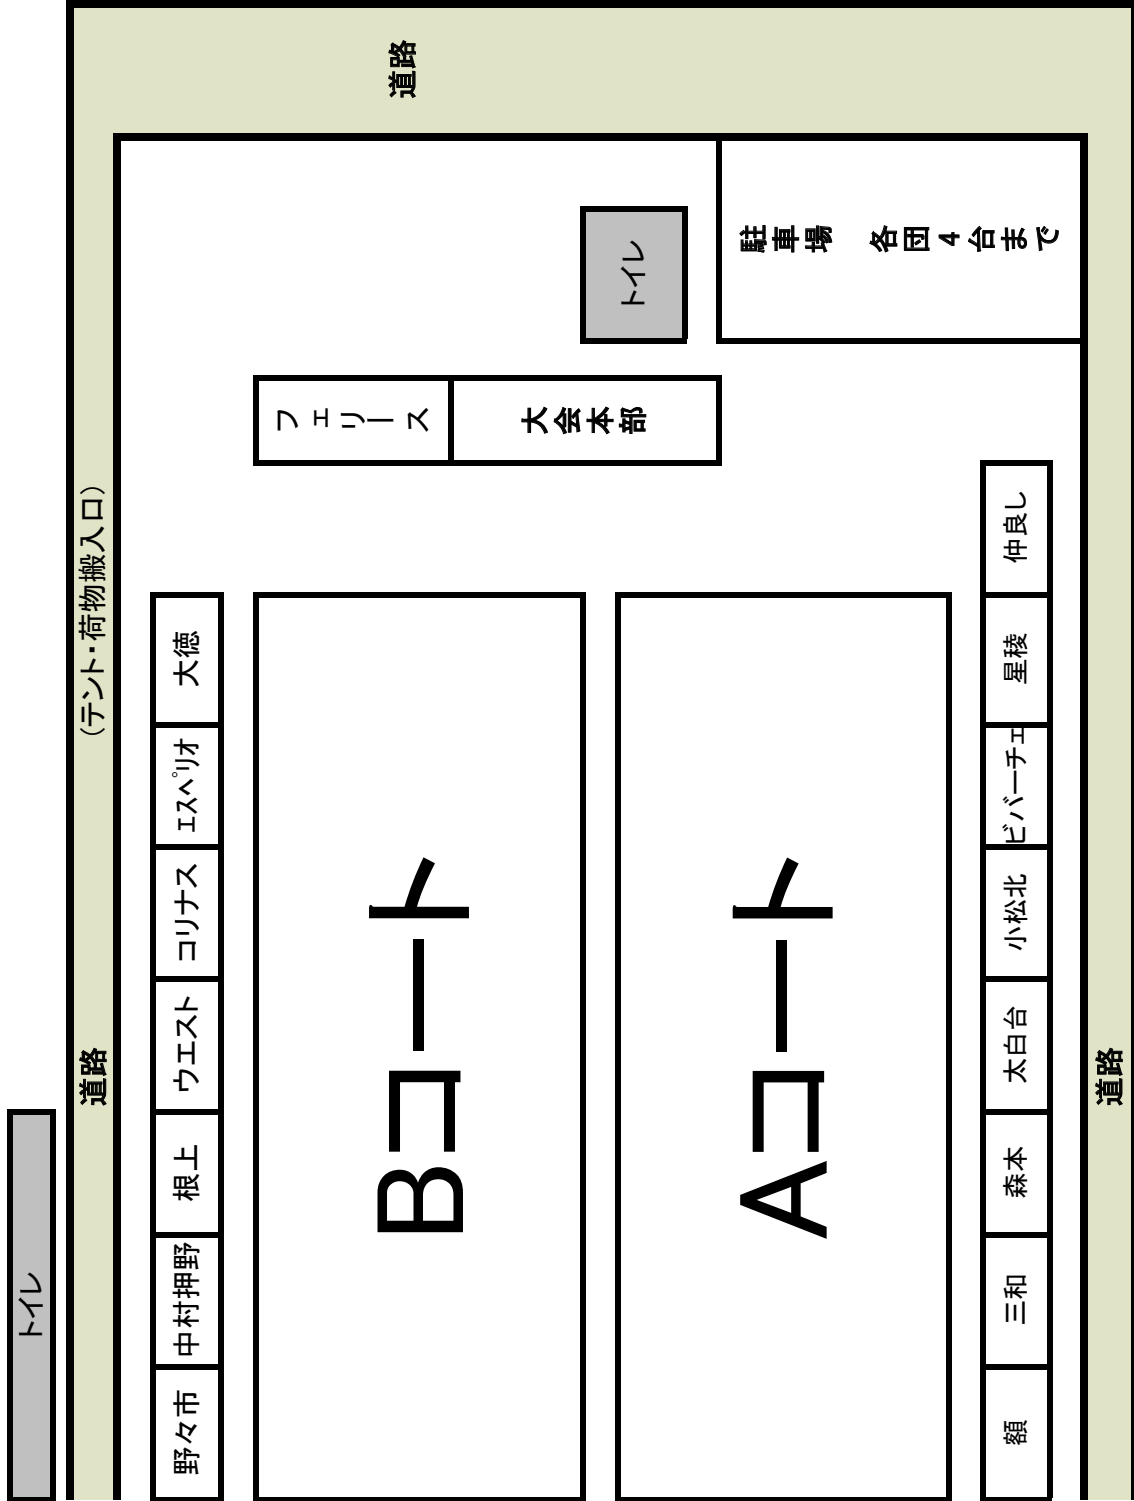 道路
駐車場　各団４台まで
トイレ
フェリース
大会本部
(テント・荷物搬入口)
道路
道路
トイレ
大徳
エスペリオ
コリナス
ウエスト
根上
中村押野
野々市
Bコート
Aコート
仲良し
星稜
ビバーチェ
小松北
太白台
森本
三和
額